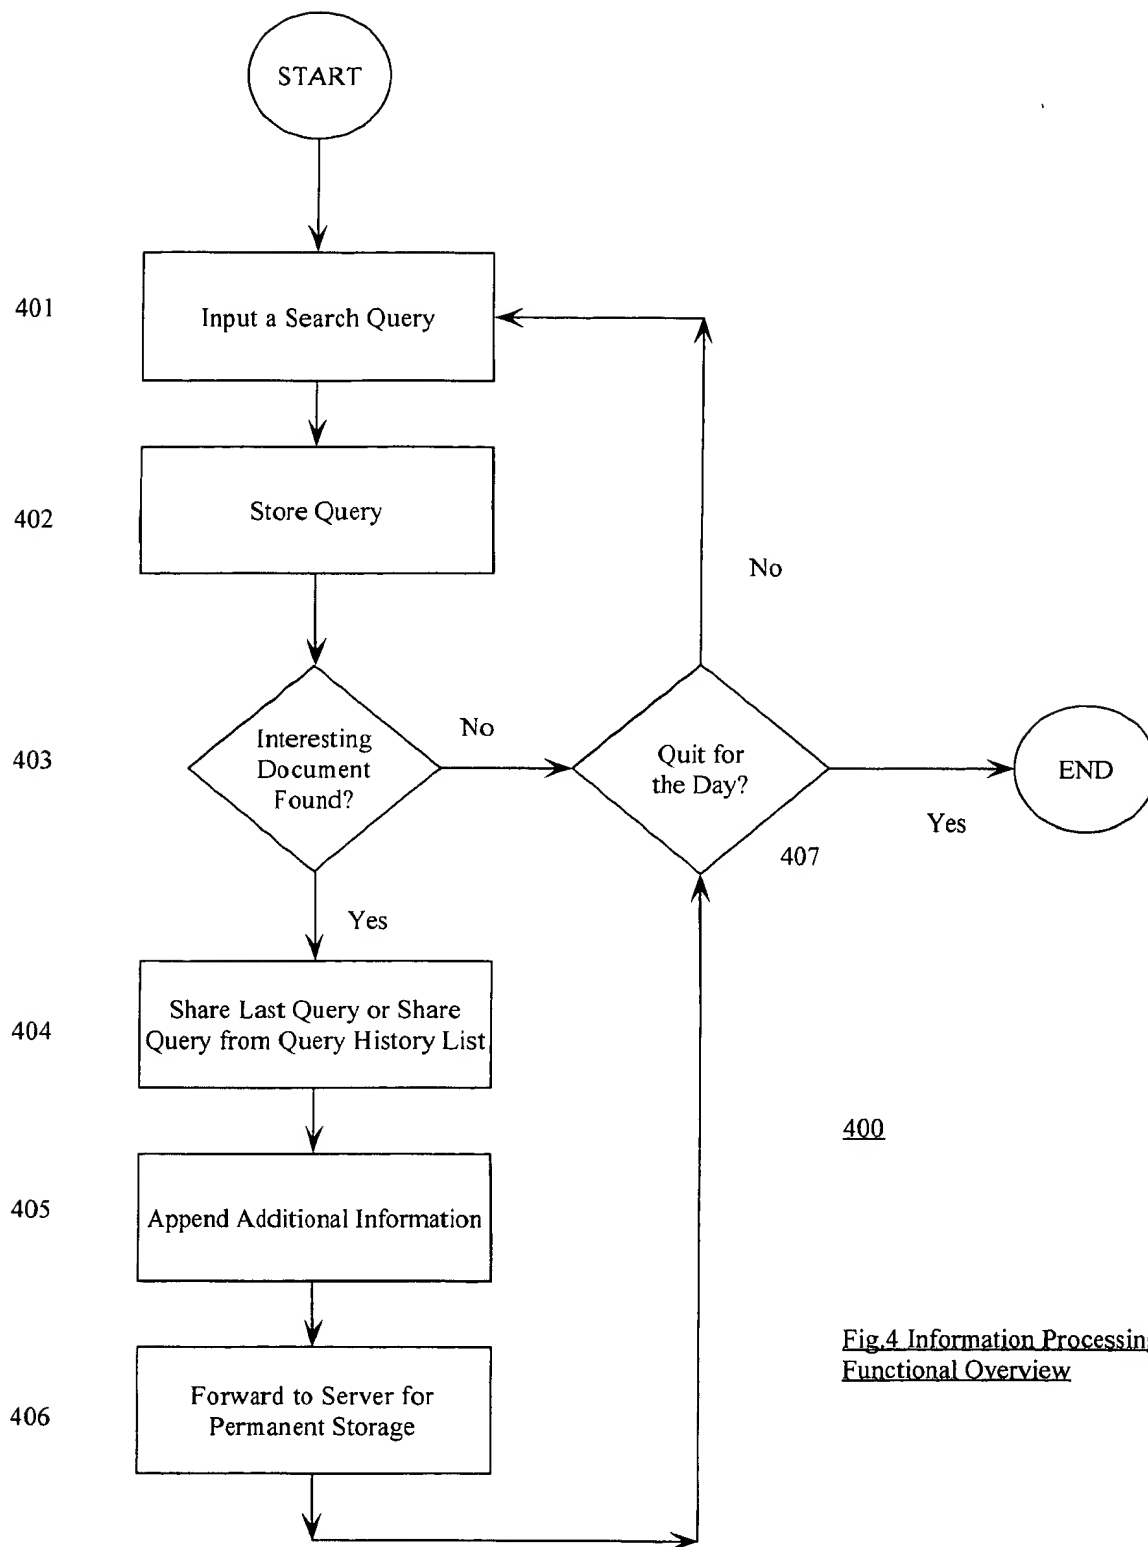 START
401
Input a Search Query
402
Store Query
No
403
Interesting
Document
Found?
No
Quit for
the Day?
END
Yes
407
Yes
404
Share Last Query or Share
Query from Query History List
400
405
Append Additional Information
Fig.4 Information Processing
Functional Overview
406
Forward to Server for
Permanent Storage